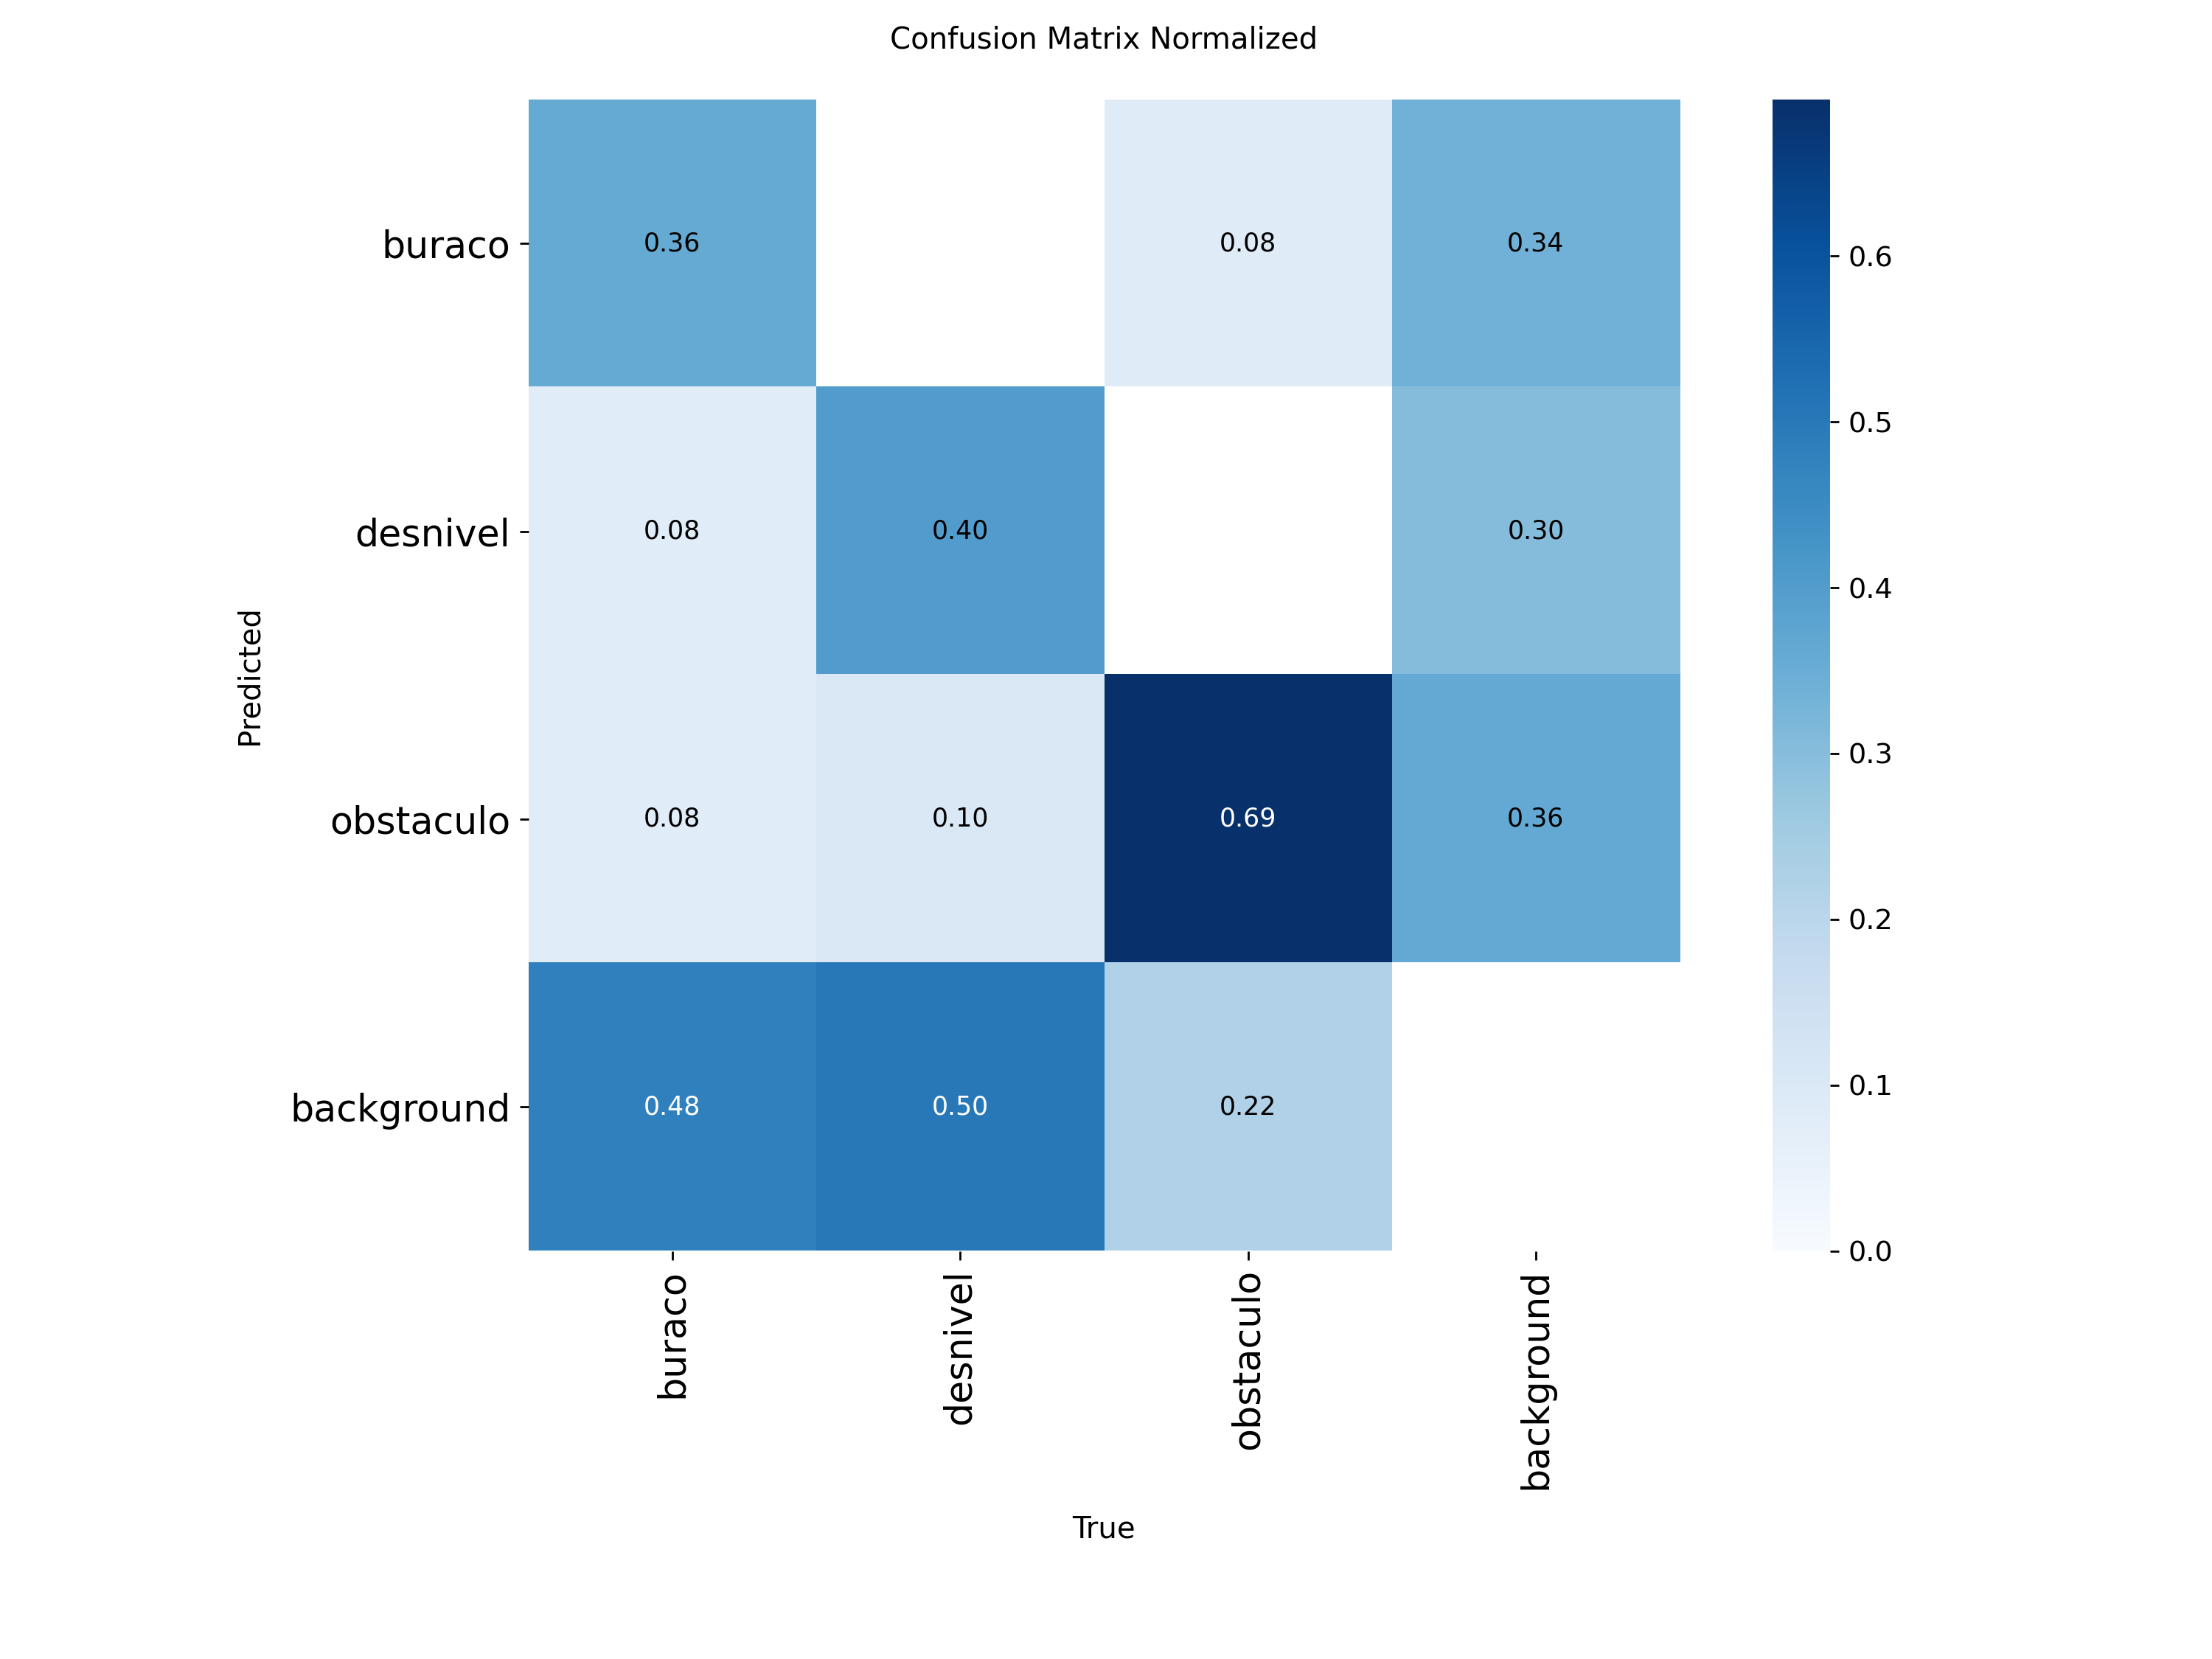 Confusion Matrix Normalized
buraco
0.36
0.08
0.34
desnivel
0.08
0.40
0.30
obstaculo
0.08
0.10
0.69
0.36
background
0.48
0.50
0.22
Predicted
buraco
desnivel
obstaculo
background
True
0.6
0.5
0.4
0.3
0.2
0.1
0.0